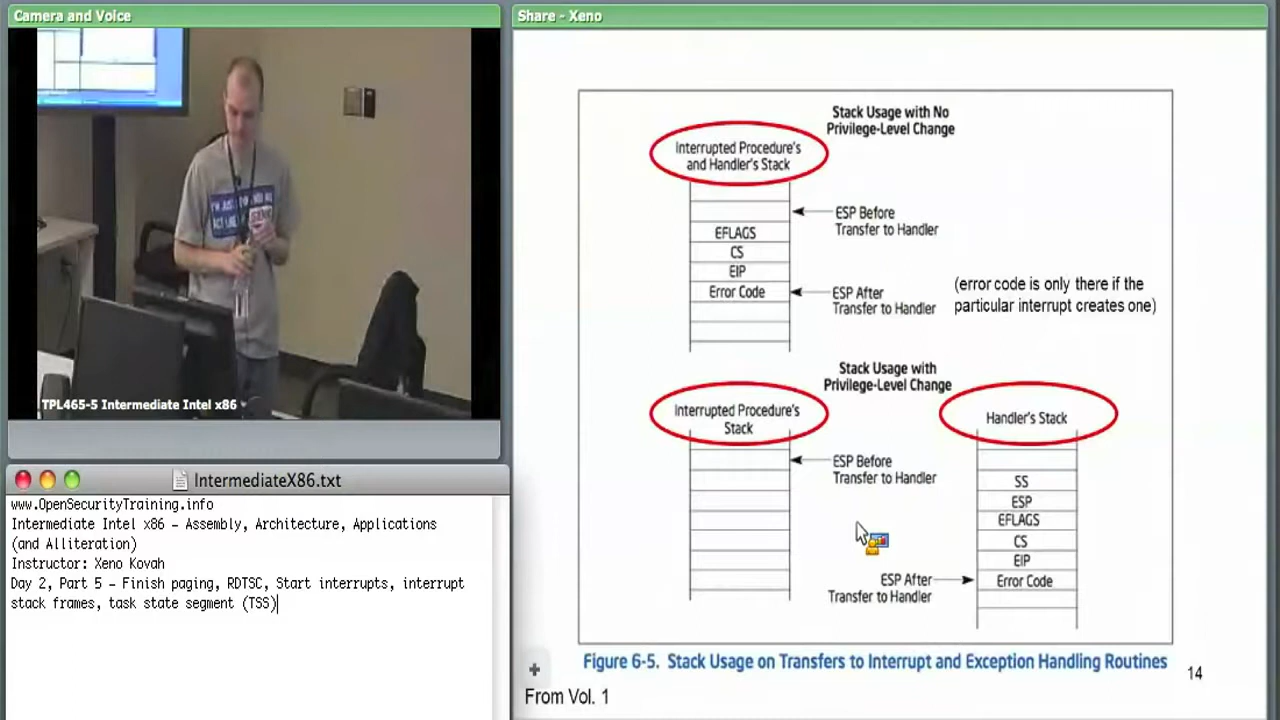 Camera and Voice
TPL465-5 Intermediate Intel x86
IntermediateX86.txt
www.OpenSecurityTraining.info
Intermediate Intel x86 – Assembly, Architecture, Applications
(and Alliteration)
Instructor: Xeno Kovah
Day 2, Part 5 – Finish paging, RDTSC, Start interrupts, interrupt
stack frames, task state segment (TSS)
Share - Xeno
Stack Usage with No
Privilege-Level Change
Interrupted Procedure's
and Handler's Stack
ESP Before
Transfer to Handler
EFLAGS
CS
EIP
Error Code
ESP After
Transfer to Handler
(error code is only there if the
particular interrupt creates one)
Stack Usage with
Privilege-Level Change
Interrupted Procedure's
Stack
Handler's Stack
ESP Before
Transfer to Handler
SS
ESP
EFLAGS
CS
EIP
Error Code
ESP After
Transfer to Handler
Figure 6-5. Stack Usage on Transfers to Interrupt and Exception Handling Routines
14
From Vol. 1